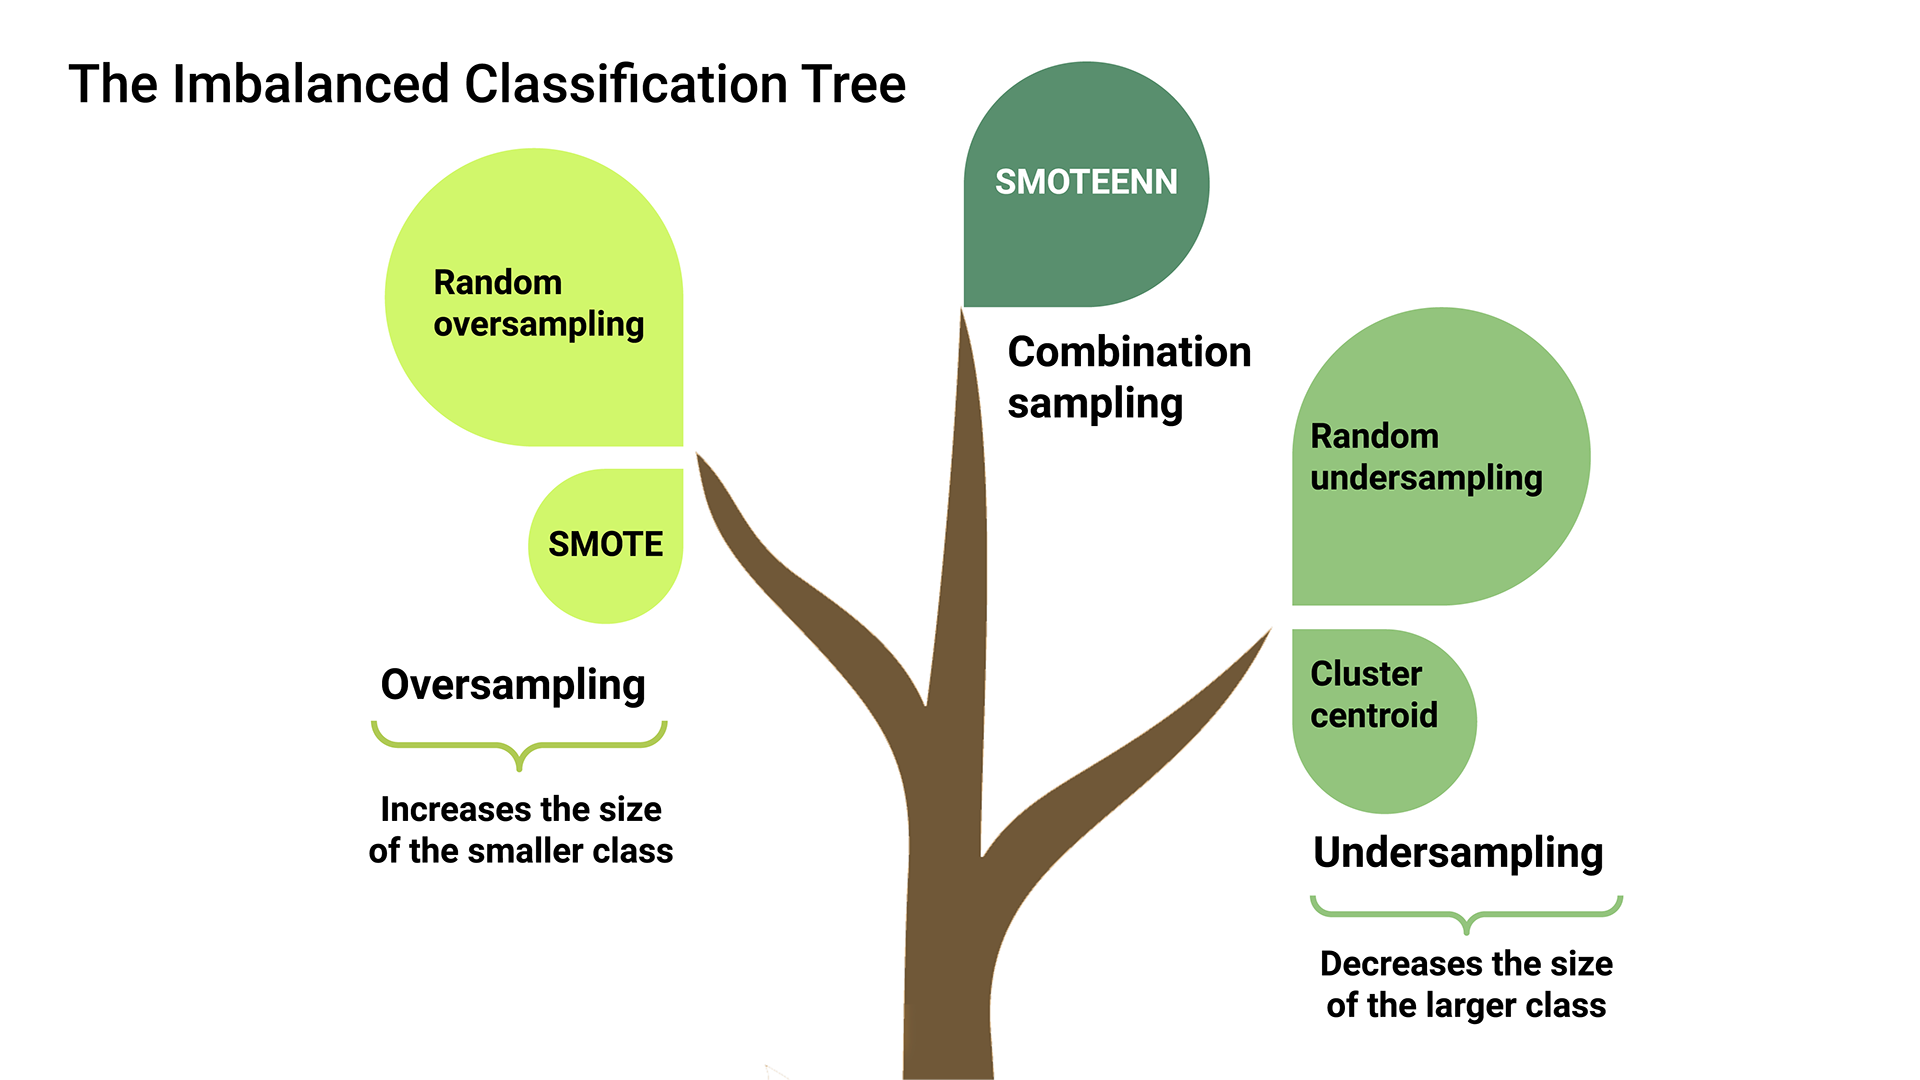 The Imbalanced Classification Tree
SMOTEENN
Combination
sampling
Random
oversampling
SMOTE
Oversampling
Increases the size
of the smaller class
Random
undersampling
Cluster
centroid
Undersampling
Decreases the size
of the larger class